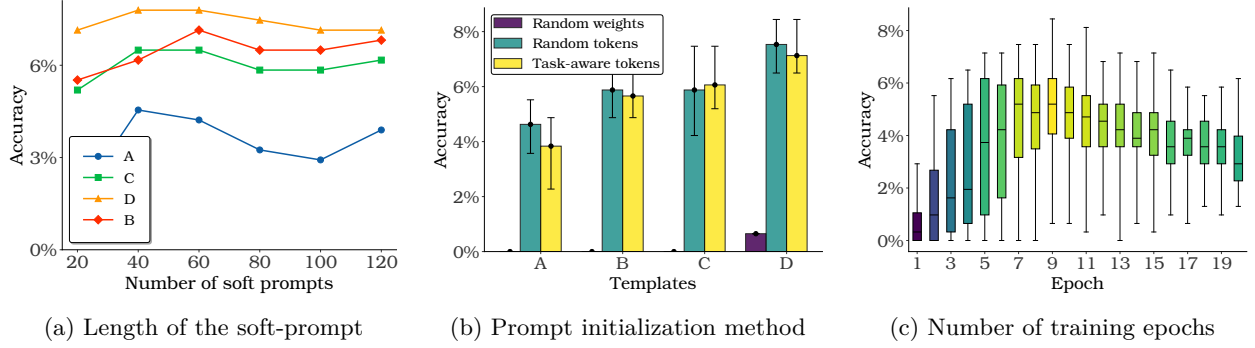 6%
3%
0%
Accuracy
A
C
D
B
20
40
60
80
100
120
Number of soft prompts
(a) Length of the soft-prompt
8%
6%
4%
2%
0%
Accuracy
Random weights
Random tokens
Task-aware tokens
A
B
C
D
Templates
(b) Prompt initialization method
8%
6%
4%
2%
0%
Accuracy
1
3
5
7
9
11
13
15
17
19
Epoch
(c) Number of training epochs